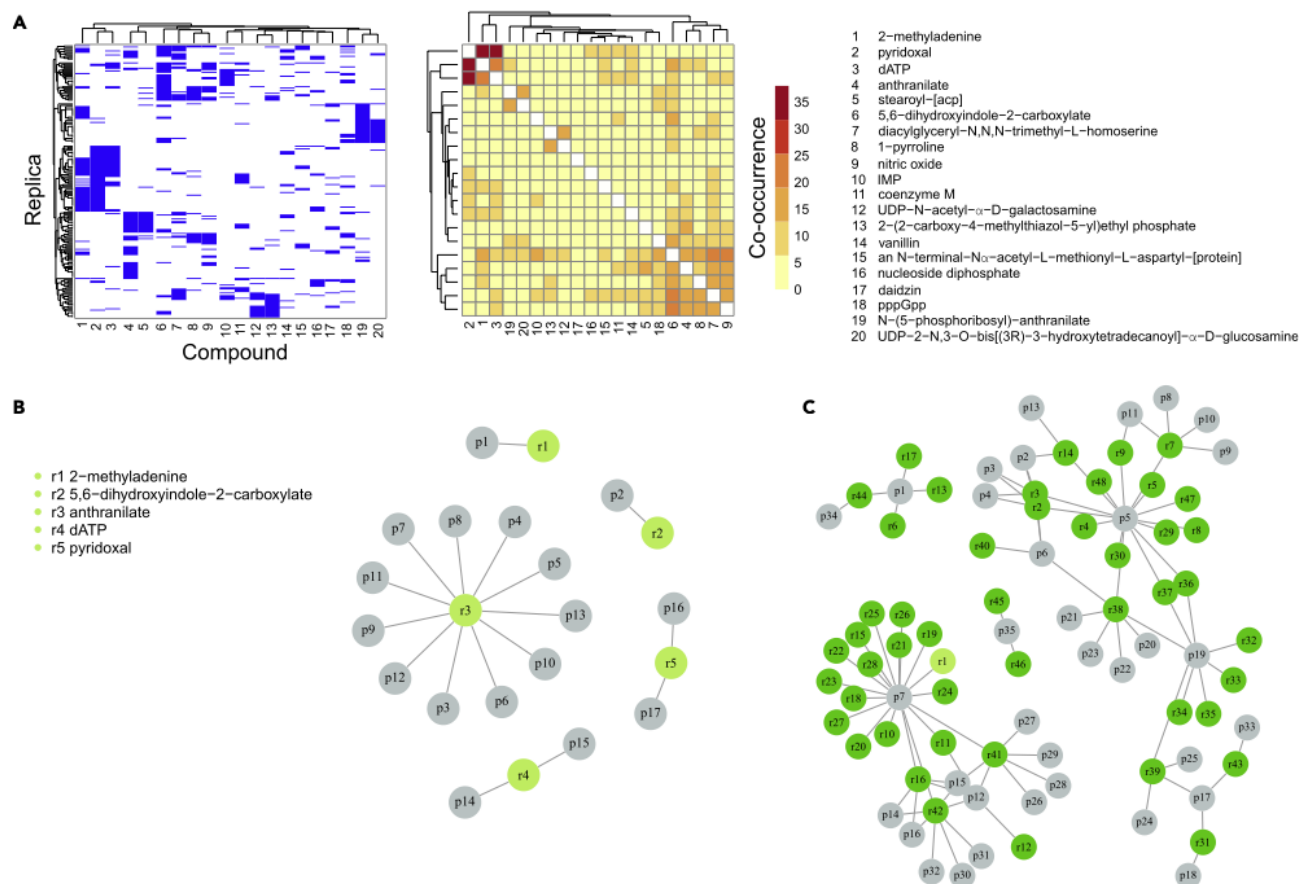 A
Replica
1 2 3 4 5 6 7 8 9 10 11 12 13 14 15 16 17 18 19 20
Compound
2 1 3 19 20 10 13 12 17 16 15 11 14 5 18 6 4 8 7 9
Co-occurrence
35
30
25
20
15
10
5
0
1 2-methyladenine
2 pyridoxal
3 dATP
4 anthranilate
5 stearoyl-[acp]
6 5,6-dihydroxyindole-2-carboxylate
7 diacylglyceryl-N,N,N-trimethyl-L-homoserine
8 1-pyrroline
9 nitric oxide
10 IMP
11 coenzyme M
12 UDP-N-acetyl-α-D-galactosamine
13 2-(2-carboxy-4-methylthiazol-5-yl)ethyl phosphate
14 vanillin
15 an N-terminal-Nα-acetyl-L-methionyl-L-aspartyl-[protein]
16 nucleoside diphosphate
17 daidzin
18 pppGpp
19 N-(5-phosphoribosyl)-anthranilate
20 UDP-2-N,3-O-bis[(3R)-3-hydroxytetradecanoyl]-α-D-glucosamine
B
r1 2-methyladenine
r2 5,6-dihydroxyindole-2-carboxylate
r3 anthranilate
r4 dATP
r5 pyridoxal
p1 r1
p2
r2
p8 p4
p7
p5
p11
p16
r3 p13
p9
r5
p10
p12
p3 p6
p17
p15
r4
p14
C
p8
p13 p11 p10
r17 r14 r9 r7 p9
p2
p3 r48 r5
r44 p1 r13 p4 r3 r47
r2
p34 r4 p5 r29 r8
r6
r40 p6 r30
r36
r37
r45 r38
r25 r26 p21
r15 r19 p35 p20 r32
r22 r21 p23 p22 p19
r28 r1 r46
r23 p7 r24 r33
r18
r27 r34 r35
r10 p27
r20 r11 p33
r41 p29
r16 p15 r39 p25 r43
p28
p12 p26 p17
p14 r42
p16 p24
r12 r31
p31
p32 p30 p18